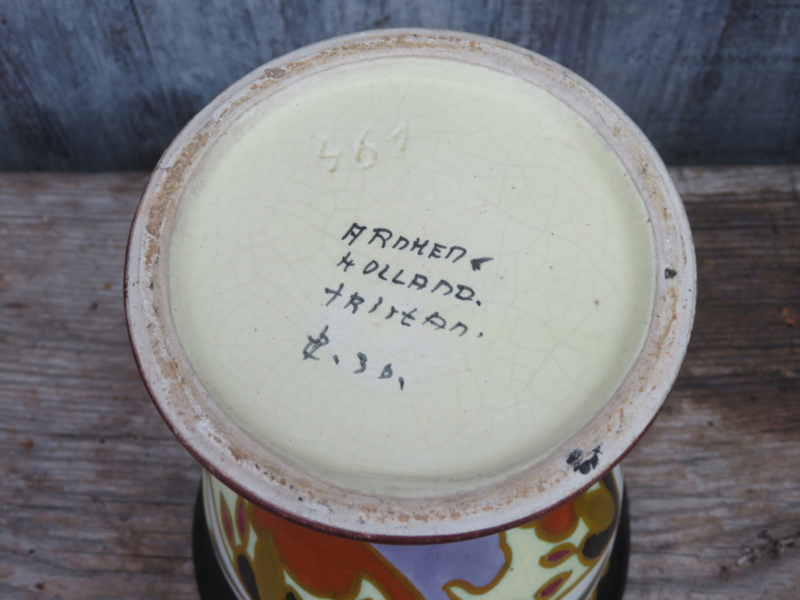 461
ARNHEM
HOLLAND.
tRIstAn.